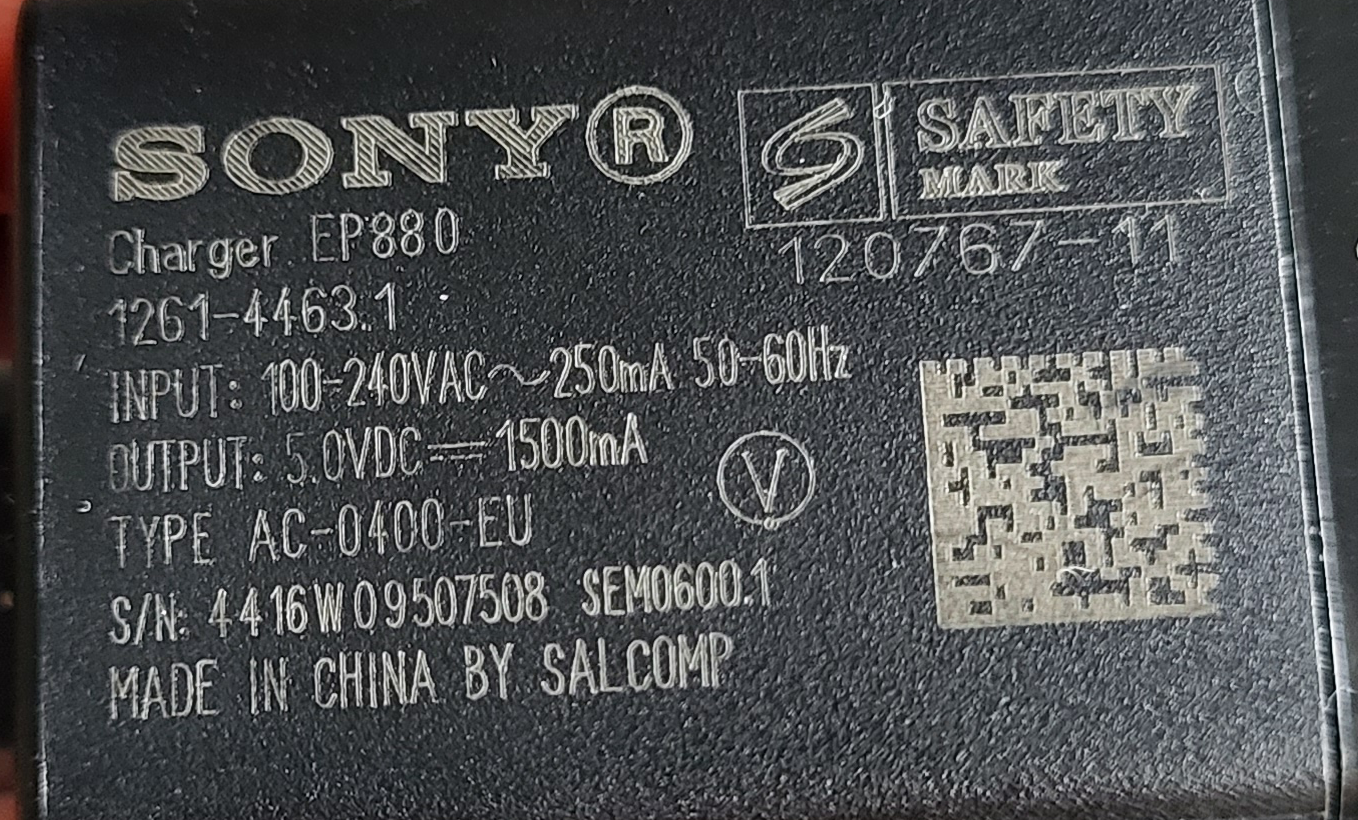 SONY®
SAFETY
MARK
120767-11
Charger EP880
1261-4463.1
INPUT: 100-240VAC～250mA 50-60Hz
OUTPUT: 5.0VDC⎓1500mA
V
TYPE AC-0400-EU
S/N: 4416W09507508 SEM0600.1
MADE IN CHINA BY SALCOMP